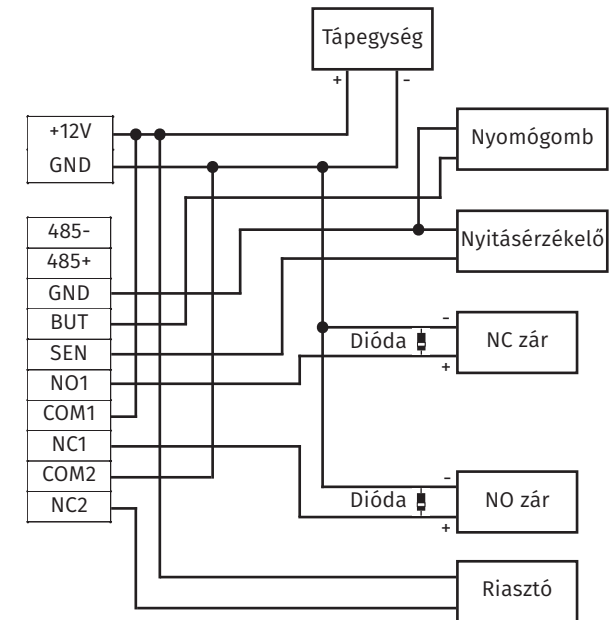 Tápegység
+ -
+12V
GND
Nyomógomb
485-
485+
GND
BUT
SEN
NO1
COM1
NC1
COM2
NC2
Nyitásérzékelő
-
Dióda
NC zár
+
-
Dióda
NO zár
+
Riasztó